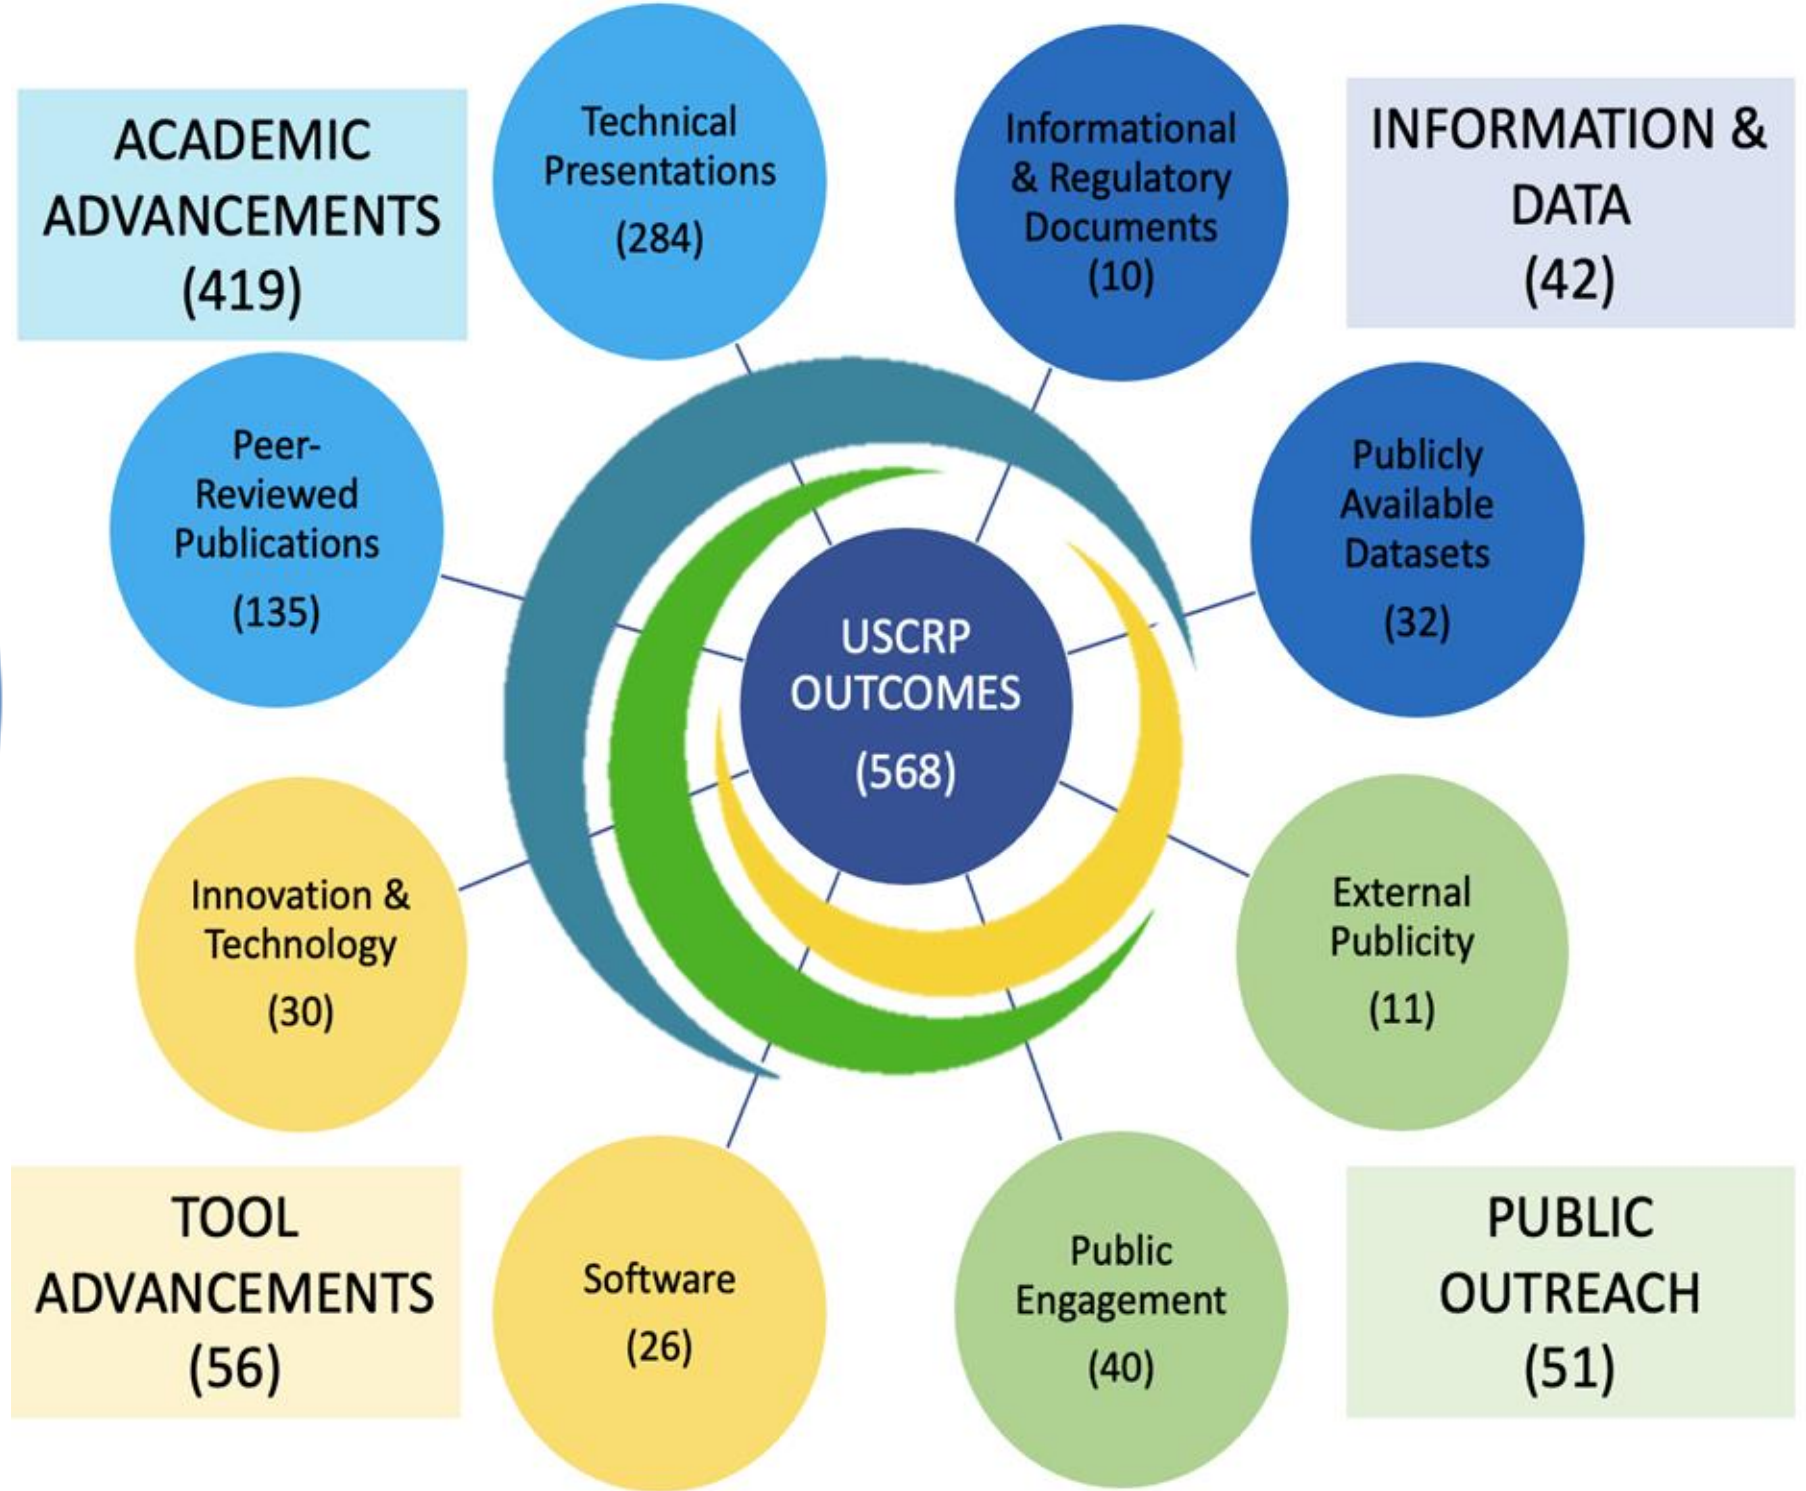 ACADEMIC
ADVANCEMENTS
(419)
Technical
Presentations
(284)
Informational
& Regulatory
Documents
(10)
INFORMATION &
DATA
(42)
Peer-
Reviewed
Publications
(135)
Publicly
Available
Datasets
(32)
USCRP
OUTCOMES
(568)
Innovation &
Technology
(30)
External
Publicity
(11)
TOOL
ADVANCEMENTS
(56)
Software
(26)
Public
Engagement
(40)
PUBLIC
OUTREACH
(51)